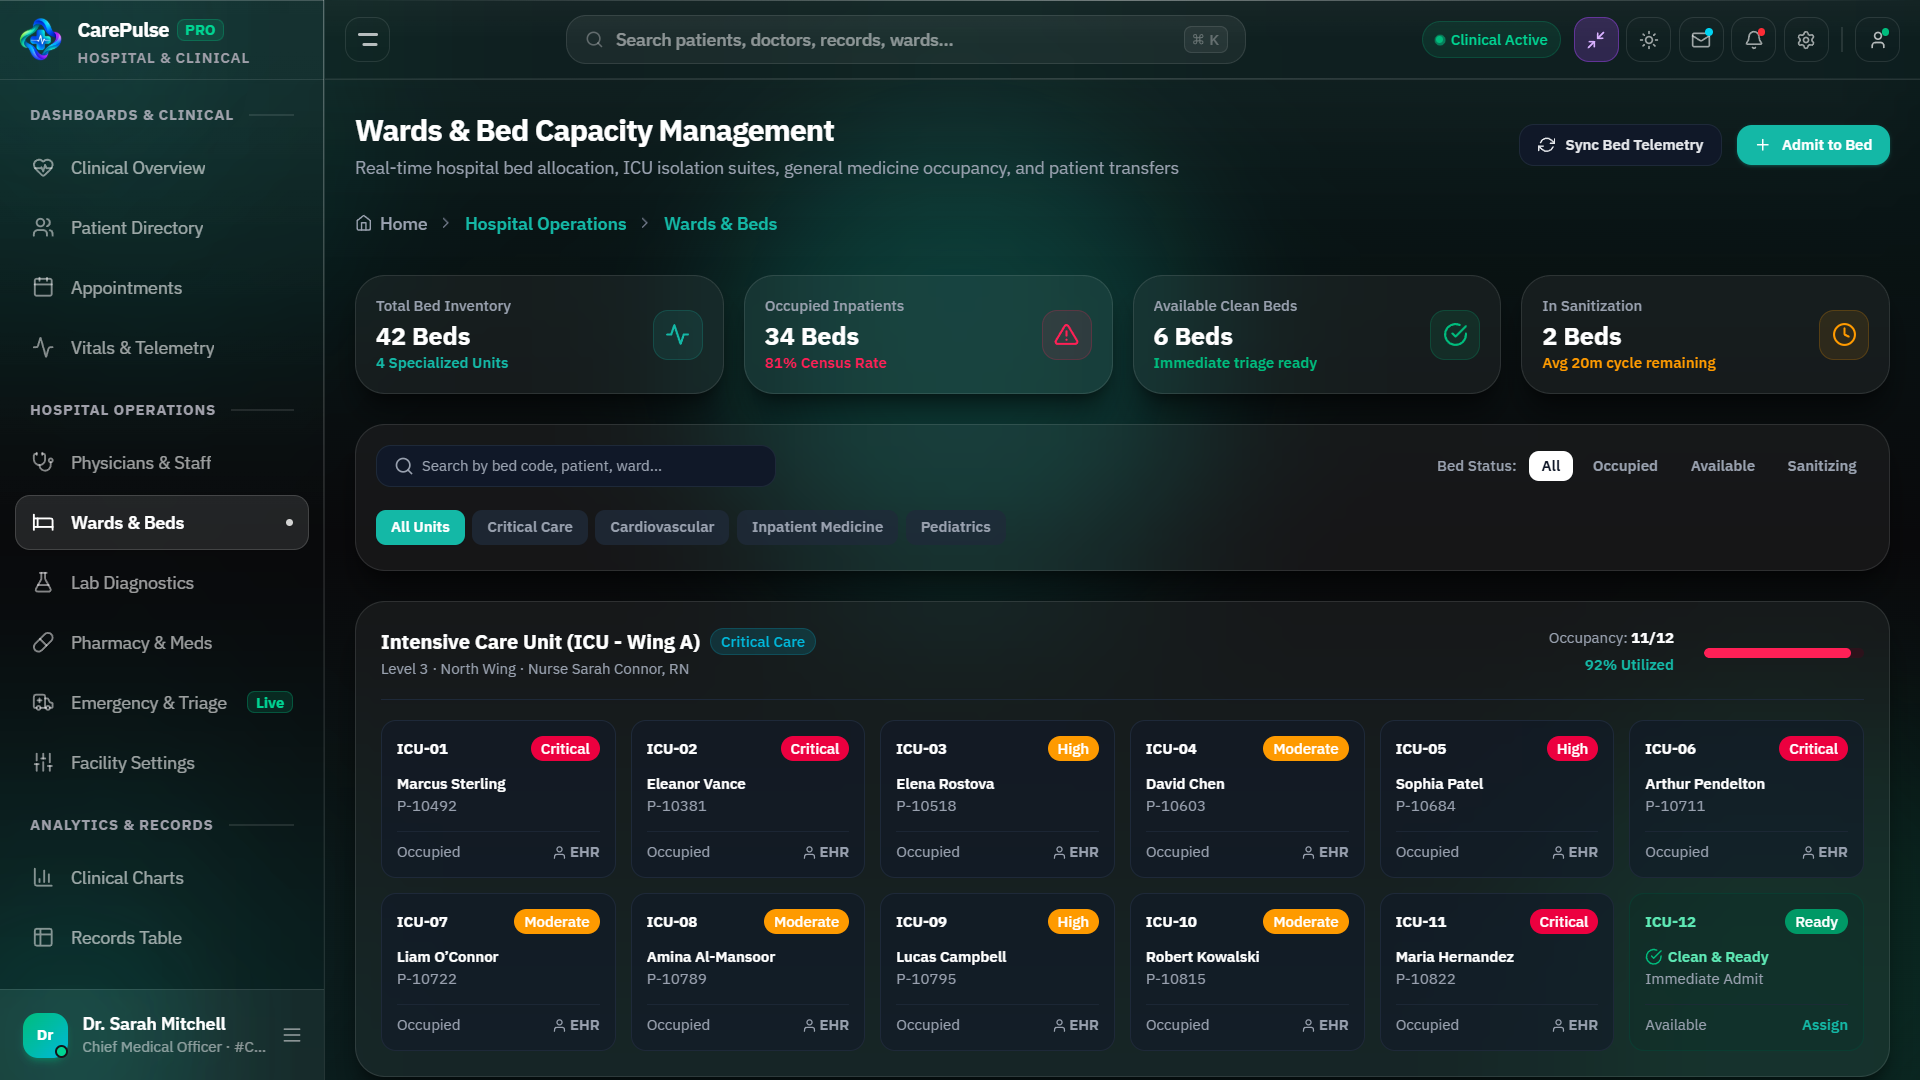 CarePulse PRO
HOSPITAL & CLINICAL
DASHBOARDS & CLINICAL
Clinical Overview
Patient Directory
Appointments
Vitals & Telemetry
HOSPITAL OPERATIONS
Physicians & Staff
Wards & Beds
Lab Diagnostics
Pharmacy & Meds
Emergency & Triage Live
Facility Settings
ANALYTICS & RECORDS
Clinical Charts
Records Table
Dr
Dr. Sarah Mitchell
Chief Medical Officer · #C...
Search patients, doctors, records, wards... ⌘ K
Clinical Active
Wards & Bed Capacity Management
Real-time hospital bed allocation, ICU isolation suites, general medicine occupancy, and patient transfers
Sync Bed Telemetry
Admit to Bed
Home > Hospital Operations > Wards & Beds
Total Bed Inventory
42 Beds
4 Specialized Units
Occupied Inpatients
34 Beds
81% Census Rate
Available Clean Beds
6 Beds
Immediate triage ready
In Sanitization
2 Beds
Avg 20m cycle remaining
Search by bed code, patient, ward...
Bed Status: All Occupied Available Sanitizing
All Units Critical Care Cardiovascular Inpatient Medicine Pediatrics
Intensive Care Unit (ICU - Wing A) Critical Care
Level 3 · North Wing · Nurse Sarah Connor, RN
Occupancy: 11/12
92% Utilized
ICU-01 Critical
Marcus Sterling
P-10492
Occupied EHR
ICU-02 Critical
Eleanor Vance
P-10381
Occupied EHR
ICU-03 High
Elena Rostova
P-10518
Occupied EHR
ICU-04 Moderate
David Chen
P-10603
Occupied EHR
ICU-05 High
Sophia Patel
P-10684
Occupied EHR
ICU-06 Critical
Arthur Pendelton
P-10711
Occupied EHR
ICU-07 Moderate
Liam O'Connor
P-10722
Occupied EHR
ICU-08 Moderate
Amina Al-Mansoor
P-10789
Occupied EHR
ICU-09 High
Lucas Campbell
P-10795
Occupied EHR
ICU-10 Moderate
Robert Kowalski
P-10815
Occupied EHR
ICU-11 Critical
Maria Hernandez
P-10822
Occupied EHR
ICU-12 Ready
Clean & Ready
Immediate Admit
Available Assign